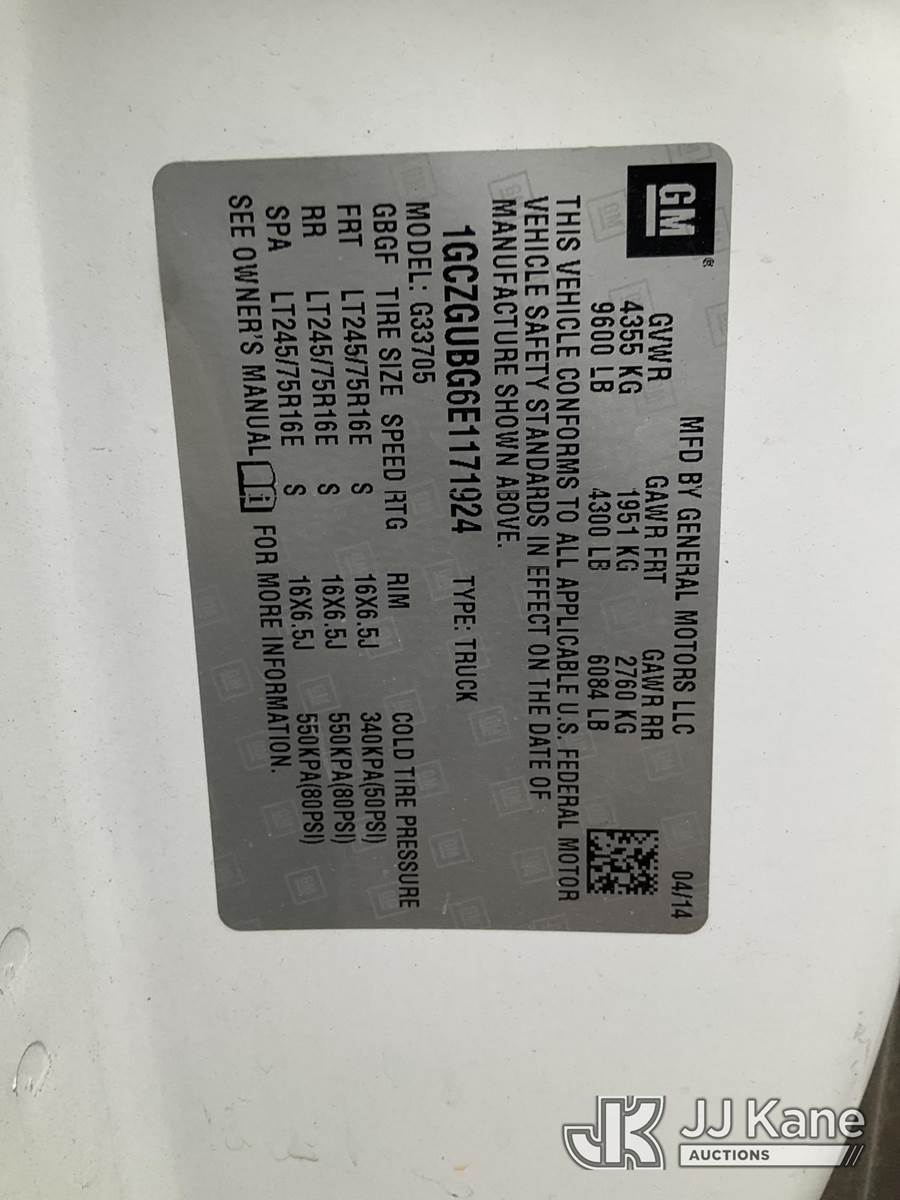 GM®
MFD BY GENERAL MOTORS LLC 04/14
GVWR GAWR FRT GAWR RR
4355 KG 1951 KG 2760 KG
9600 LB 4300 LB 6084 LB
THIS VEHICLE CONFORMS TO ALL APPLICABLE U.S. FEDERAL MOTOR
VEHICLE SAFETY STANDARDS IN EFFECT ON THE DATE OF
MANUFACTURE SHOWN ABOVE.
1GCZGUBG6E1171924 TYPE: TRUCK
MODEL: G33705
GBGF TIRE SIZE SPEED RTG RIM COLD TIRE PRESSURE
FRT LT245/75R16E S 16X6.5J 340KPA(50PSI)
RR LT245/75R16E S 16X6.5J 550KPA(80PSI)
SPA LT245/75R16E S 16X6.5J 550KPA(80PSI)
SEE OWNER'S MANUAL i FOR MORE INFORMATION.
JK JJ Kane
AUCTIONS